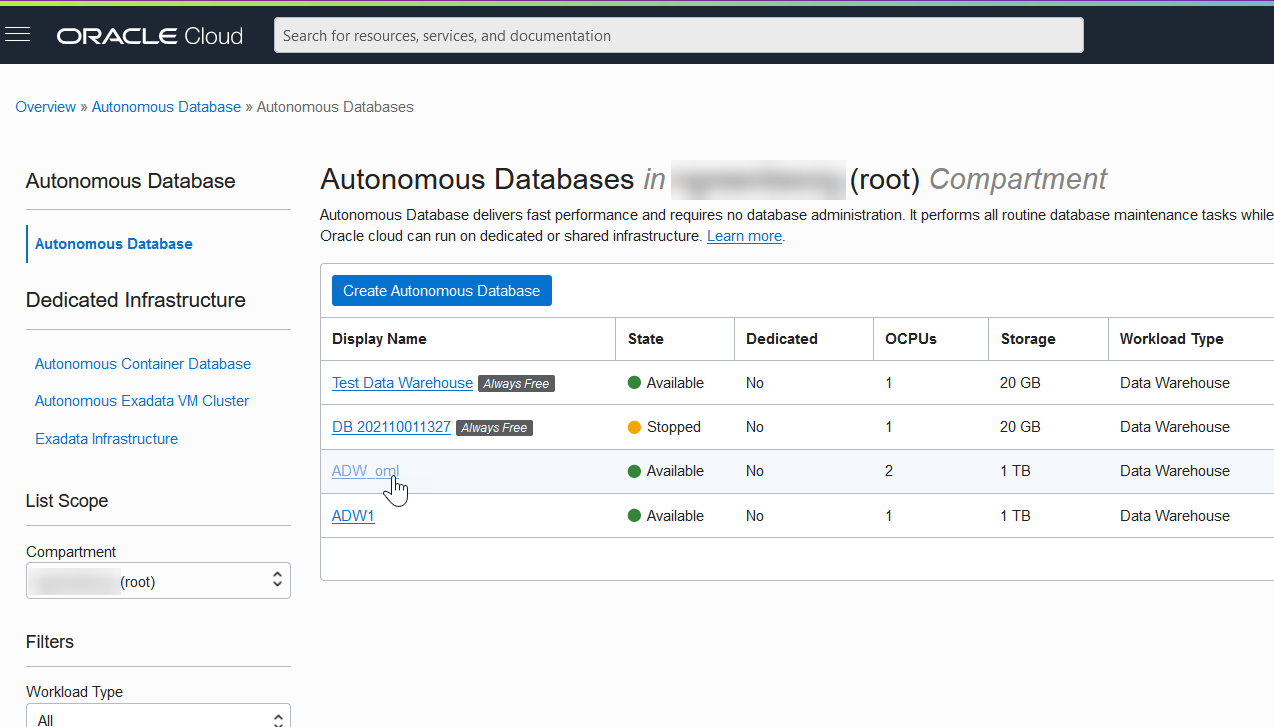 ORACLE Cloud
Search for resources, services, and documentation
Overview » Autonomous Database » Autonomous Databases
Autonomous Database
Autonomous Database
Dedicated Infrastructure
Autonomous Container Database
Autonomous Exadata VM Cluster
Exadata Infrastructure
List Scope
Compartment
(root)
Filters
Workload Type
All
Autonomous Databases in (root) Compartment
Autonomous Database delivers fast performance and requires no database administration. It performs all routine database maintenance tasks while
Oracle cloud can run on dedicated or shared infrastructure. Learn more.
Create Autonomous Database
Display Name State Dedicated OCPUs Storage Workload Type
Test Data Warehouse Always Free Available No 1 20 GB Data Warehouse
DB 202110011327 Always Free Stopped No 1 20 GB Data Warehouse
ADW_oml Available No 2 1 TB Data Warehouse
ADW1 Available No 1 1 TB Data Warehouse